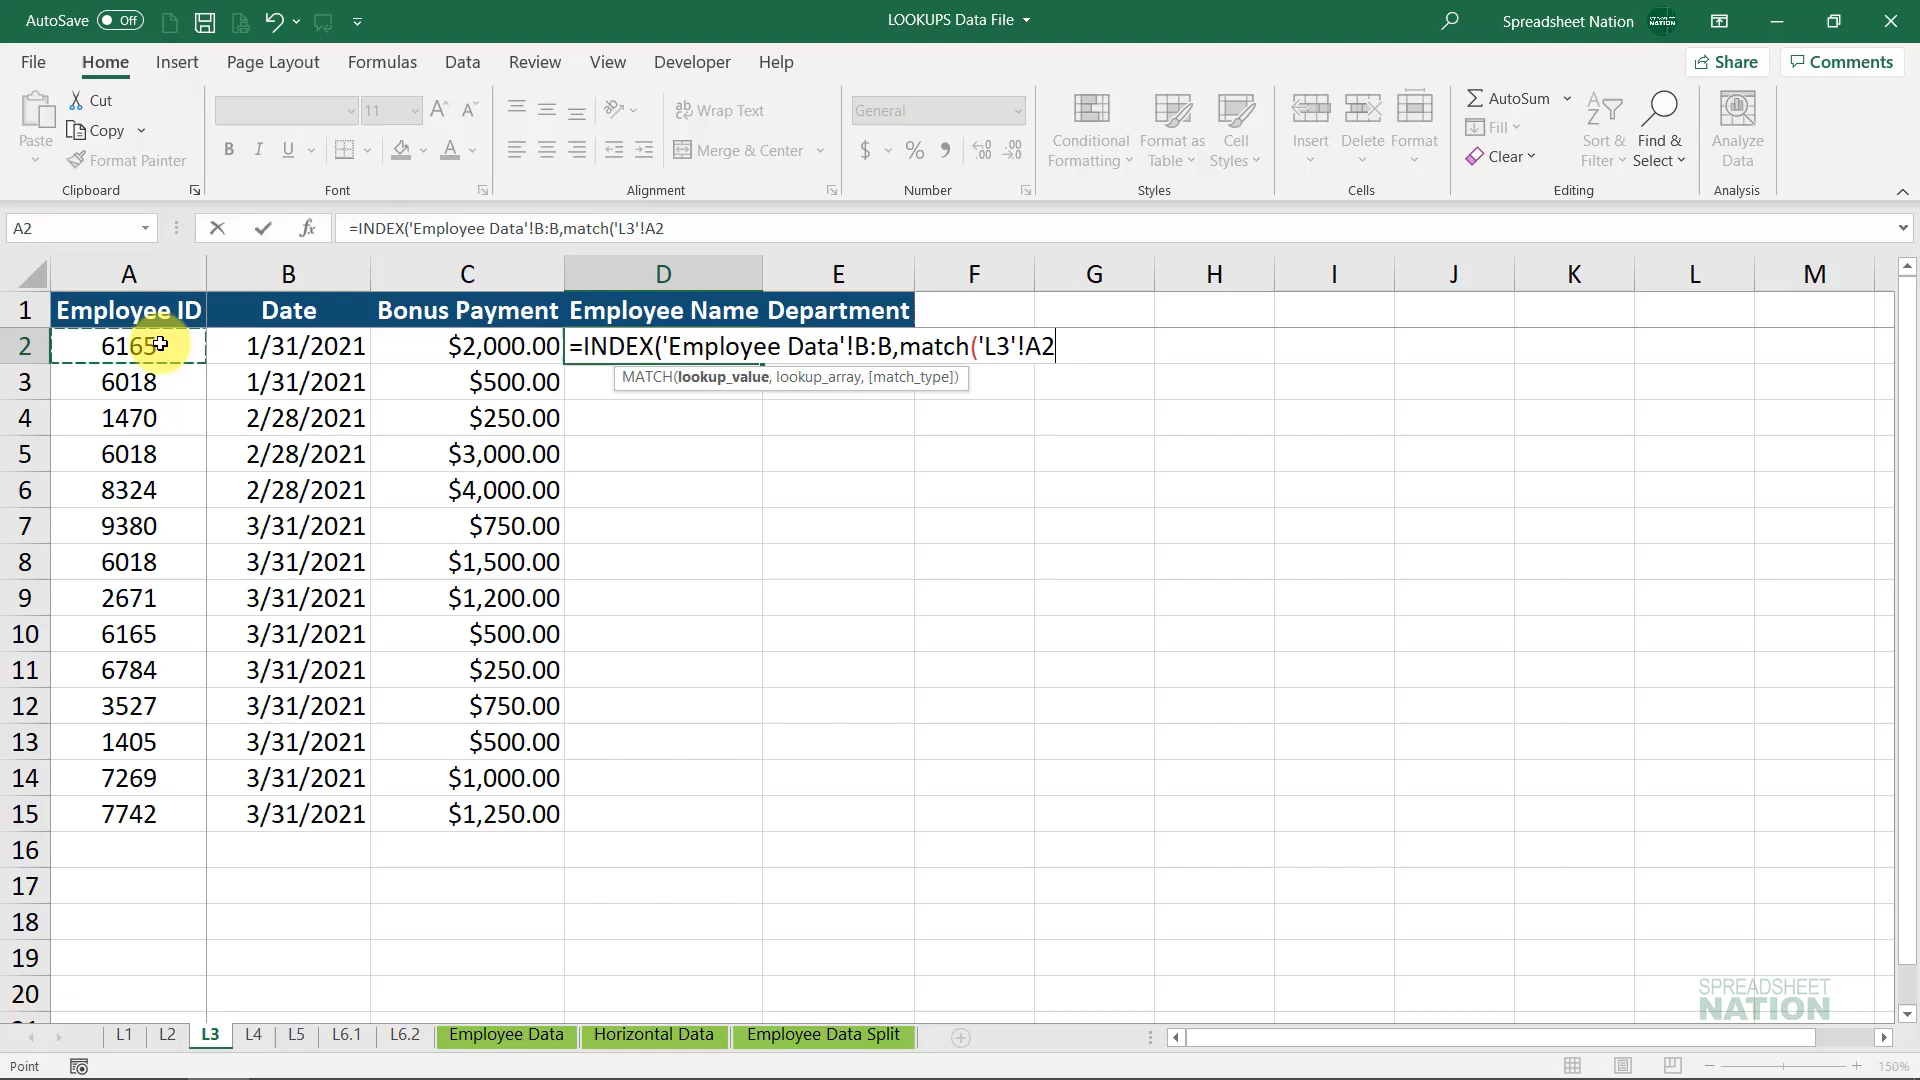 AutoSave Off LOOKUPS Data File Spreadsheet Nation
File Home Insert Page Layout Formulas Data Review View Developer Help Share Comments
Paste Cut Copy Format Painter Clipboard
11 B I U Font
Wrap Text Merge & Center Alignment
General $ % Number
Conditional Formatting Format as Table Cell Styles Styles
Insert Delete Format Cells
AutoSum Fill Clear Sort & Filter Find & Select Editing
Analyze Data Analysis
A2 fx =INDEX('Employee Data'!B:B,match('L3'!A2
A B C D E F G H I J K L M
1 Employee ID Date Bonus Payment Employee Name Department
2 6165 1/31/2021 $2,000.00 =INDEX('Employee Data'!B:B,match('L3'!A2
3 6018 1/31/2021 $500.00 MATCH(lookup_value, lookup_array, [match_type])
4 1470 2/28/2021 $250.00
5 6018 2/28/2021 $3,000.00
6 8324 2/28/2021 $4,000.00
7 9380 3/31/2021 $750.00
8 6018 3/31/2021 $1,500.00
9 2671 3/31/2021 $1,200.00
10 6165 3/31/2021 $500.00
11 6784 3/31/2021 $250.00
12 3527 3/31/2021 $750.00
13 1405 3/31/2021 $500.00
14 7269 3/31/2021 $1,000.00
15 7742 3/31/2021 $1,250.00
16
17
18
19
20
SPREADSHEET
NATION
L1 L2 L3 L4 L5 L6.1 L6.2 Employee Data Horizontal Data Employee Data Split
Point 150%